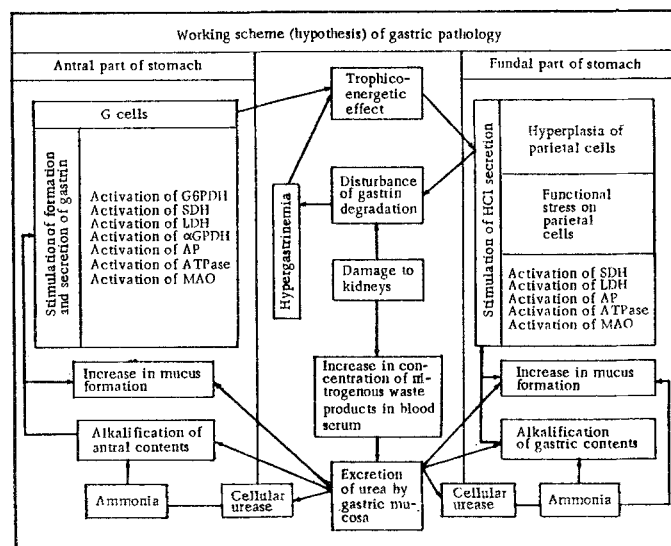 Working scheme (hypothesis) of gastric pathology
Antral part of stomach
G cells
Stimulation of formation
and secretion of gastrin
Activation of G6PDH
Activation of SDH
Activation of LDH
Activation of αGPDH
Activation of AP
Activation of ATPase
Activation of MAO
Increase in mucus
formation
Alkalification of
antral contents
Ammonia
Cellular
urease
Trophico-
energetic
effect
Disturbance
of gastrin
degradation
Hypergastrinemia
Damage to
kidneys
Increase in con-
centration of ni-
trogenous waste
products in blood
serum
Excretion
of urea by
gastric mu-
cosa
Fundal part of stomach
Stimulation of HCl secretion
Hyperplasia of
parietal cells
Functional
stress on
parietal
cells
Activation of SDH
Activation of LDH
Activation of AP
Activation of ATPase
Activation of MAO
Increase in mucus
formation
Alkalification
of gastric contents
Cellular
urease
Ammonia